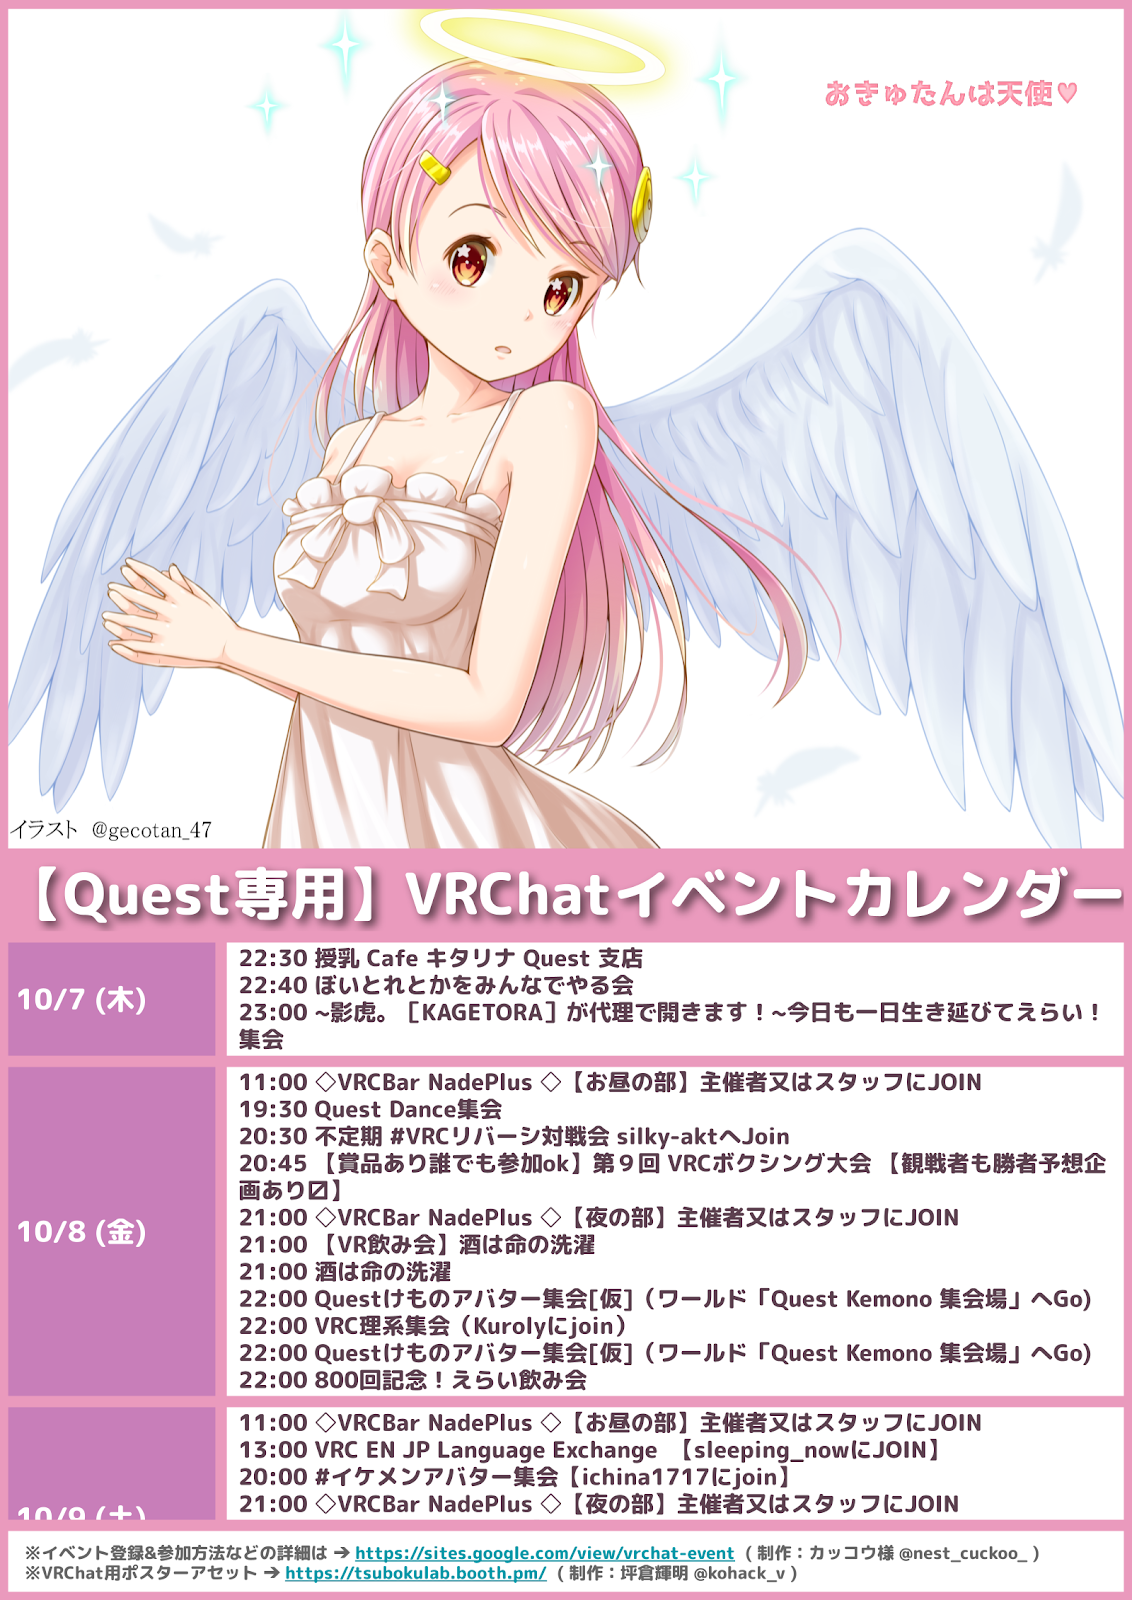 おきゅたんは天使♥
イラスト @gecotan_47
【Quest専用】VRChatイベントカレンダー
10/7 (木)
22:30 授乳 Cafe キタリナ Quest 支店
22:40 ぼいとれとかをみんなでやる会
23:00 ~影虎。［KAGETORA］が代理で開きます！~今日も一日生き延びてえらい！
集会
10/8 (金)
11:00 ◇VRCBar NadePlus ◇【お昼の部】主催者又はスタッフにJOIN
19:30 Quest Dance集会
20:30 不定期 #VRCリバーシ対戦会 silky-aktへJoin
20:45 【賞品あり誰でも参加ok】第９回 VRCボクシング大会 【観戦者も勝者予想企
画あり〼】
21:00 ◇VRCBar NadePlus ◇【夜の部】主催者又はスタッフにJOIN
21:00 【VR飲み会】酒は命の洗濯
21:00 酒は命の洗濯
22:00 Questけものアバター集会[仮]（ワールド「Quest Kemono 集会場」へGo)
22:00 VRC理系集会（Kurolyにjoin）
22:00 Questけものアバター集会[仮]（ワールド「Quest Kemono 集会場」へGo)
22:00 800回記念！えらい飲み会
10/9 (土)
11:00 ◇VRCBar NadePlus ◇【お昼の部】主催者又はスタッフにJOIN
13:00 VRC EN JP Language Exchange 【sleeping_nowにJOIN】
20:00 #イケメンアバター集会【ichina1717にjoin】
21:00 ◇VRCBar NadePlus ◇【夜の部】主催者又はスタッフにJOIN
※イベント登録&参加方法などの詳細は → https://sites.google.com/view/vrchat-event ( 制作：カッコウ様 @nest_cuckoo_ )
※VRChat用ポスターアセット → https://tsubokulab.booth.pm/ ( 制作：坪倉輝明 @kohack_v )